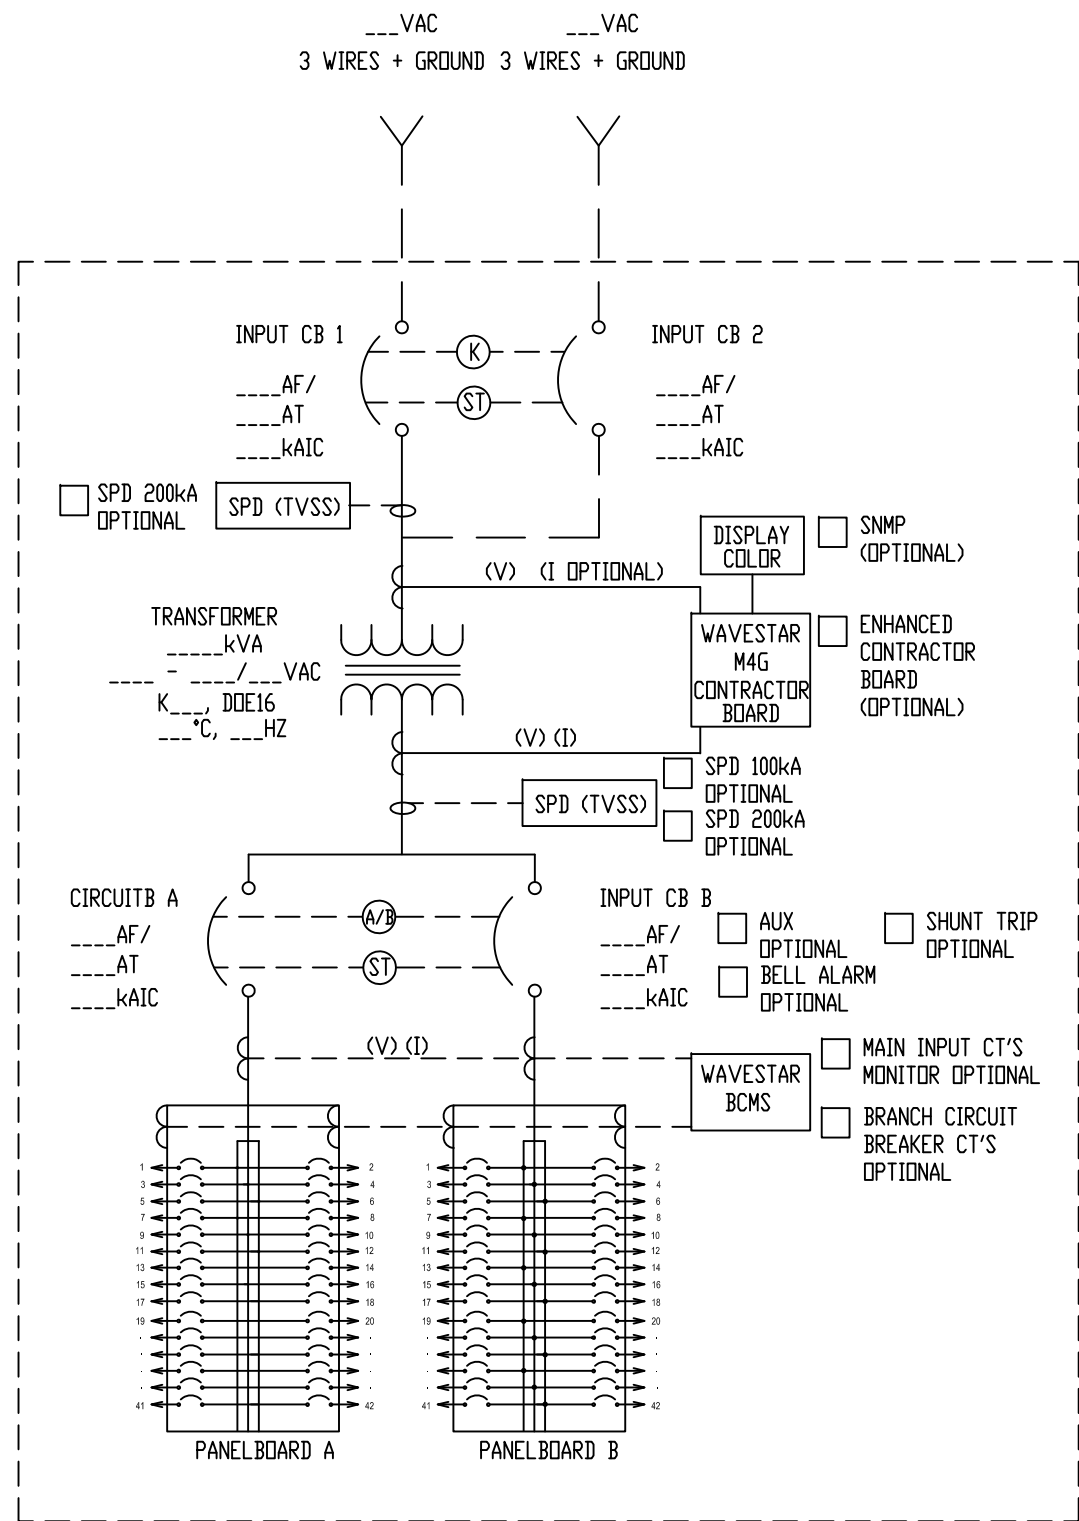 ___VAC ___VAC
3 WIRES + GROUND 3 WIRES + GROUND
INPUT CB 1
____AF/
____AT
____kAIC
K
ST
INPUT CB 2
____AF/
____AT
____kAIC
SPD 200kA
OPTIONAL
SPD (TVSS)
DISPLAY
COLOR
SNMP
(OPTIONAL)
(V) (I OPTIONAL)
TRANSFORMER
_____kVA
____ - ____/___VAC
K___, DOE16
___°C, ___HZ
WAVESTAR
M4G
CONTRACTOR
BOARD
ENHANCED
CONTRACTOR
BOARD
(OPTIONAL)
(V) (I)
SPD (TVSS)
SPD 100kA
OPTIONAL
SPD 200kA
OPTIONAL
CIRCUITB A
____AF/
____AT
____kAIC
A/B
ST
INPUT CB B
____AF/
____AT
____kAIC
AUX
OPTIONAL
SHUNT TRIP
OPTIONAL
BELL ALARM
OPTIONAL
(V) (I)
WAVESTAR
BCMS
MAIN INPUT CT'S
MONITOR OPTIONAL
BRANCH CIRCUIT
BREAKER CT'S
OPTIONAL
1 2 1 2
3 4 3 4
5 6 5 6
7 8 7 8
9 10 9 10
11 12 11 12
13 14 13 14
15 16 15 16
17 18 17 18
19 20 19 20
. . . .
. . . .
. . . .
. . . .
41 42 41 42
PANELBOARD A PANELBOARD B